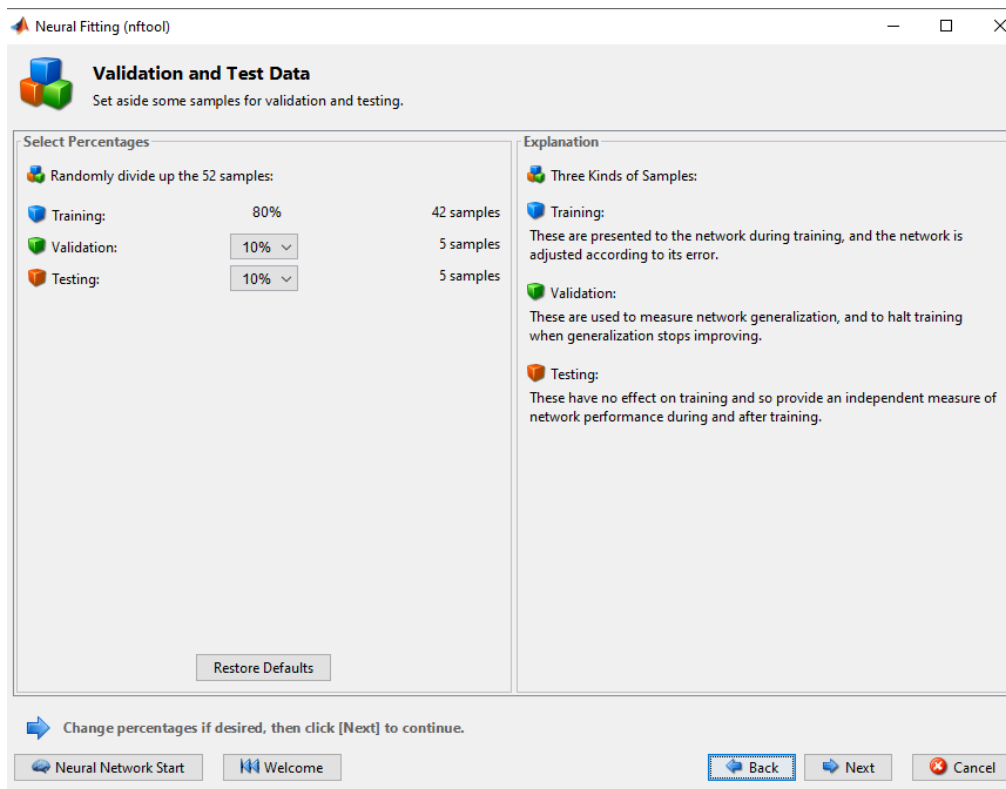 Neural Fitting (nftool)
Validation and Test Data
Set aside some samples for validation and testing.
Select Percentages
Randomly divide up the 52 samples:
Training: 80% 42 samples
Validation: 10% 5 samples
Testing: 10% 5 samples
Restore Defaults
Explanation
Three Kinds of Samples:
Training:
These are presented to the network during training, and the network is
adjusted according to its error.
Validation:
These are used to measure network generalization, and to halt training
when generalization stops improving.
Testing:
These have no effect on training and so provide an independent measure of
network performance during and after training.
Change percentages if desired, then click [Next] to continue.
Neural Network Start Welcome Back Next Cancel